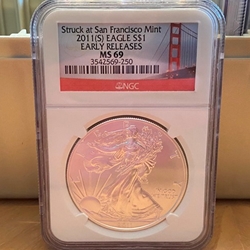 Struck at San Francisco Mint
2011(S) EAGLE S$1
EARLY RELEASES
MS 69
3542569-250
NGC